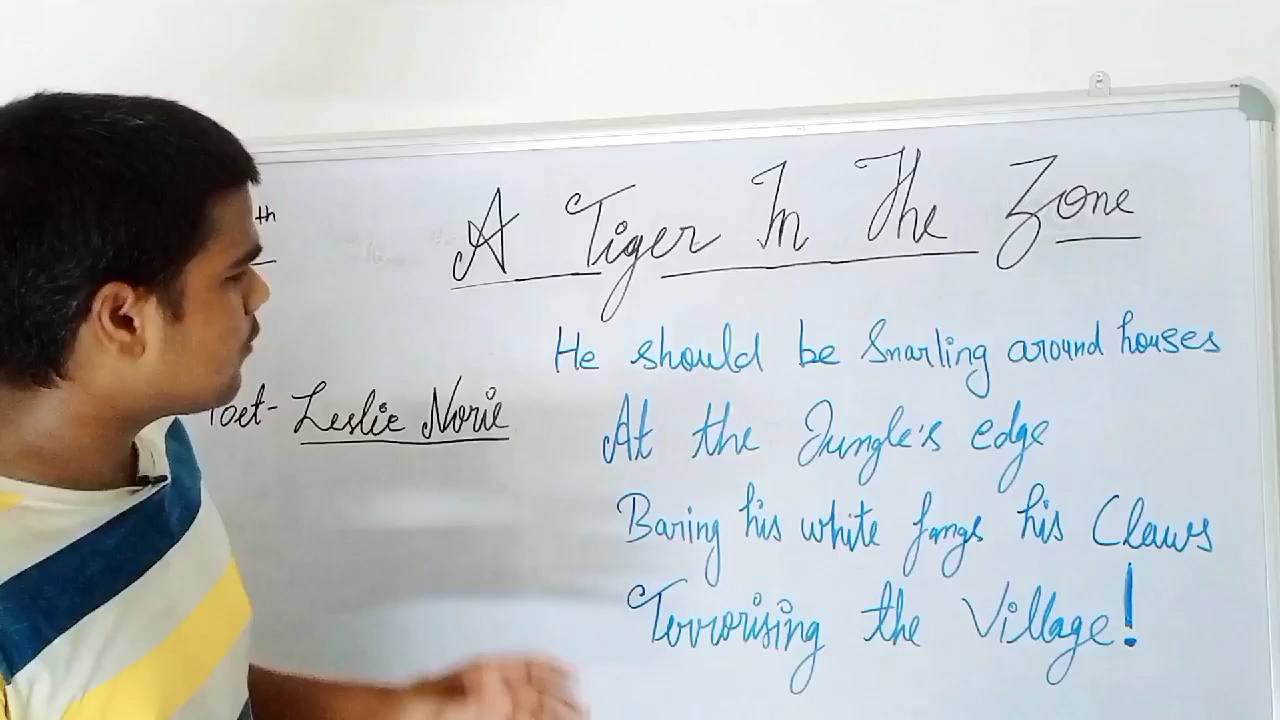 th
A Tiger In The Zone
He should be Snarling around houses
Poet- Leslie Norie
At the Jungle's edge
Baring his white fangs his Claws
Terrorising the Village!